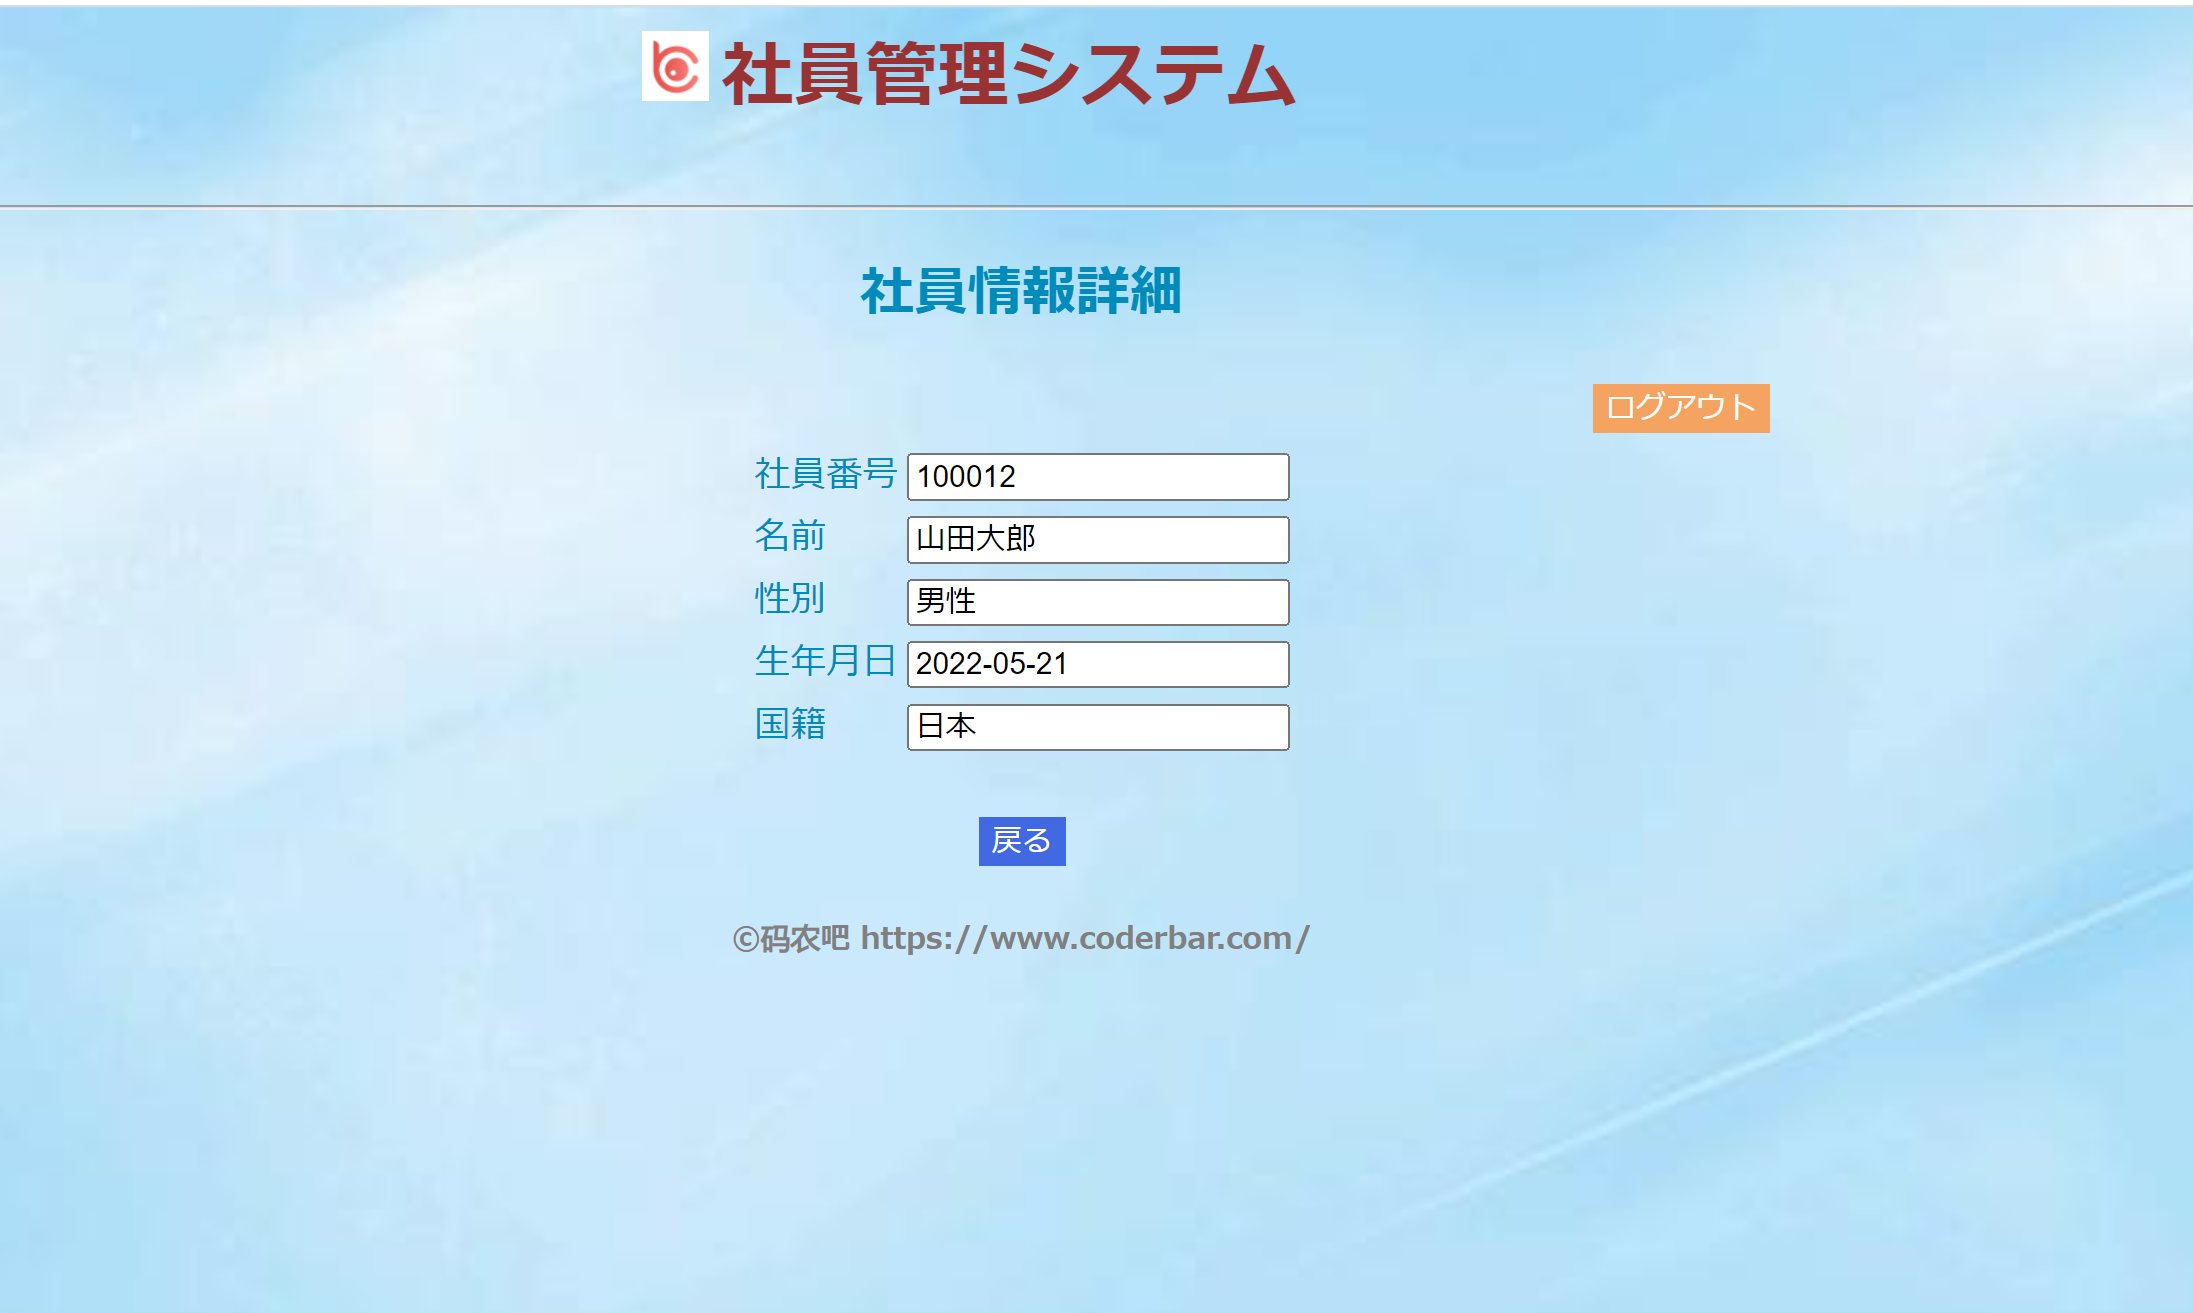 社員管理システム
社員情報詳細
ログアウト
社員番号 100012
名前 山田大郎
性別 男性
生年月日 2022-05-21
国籍 日本
戻る
©码农吧 https://www.coderbar.com/